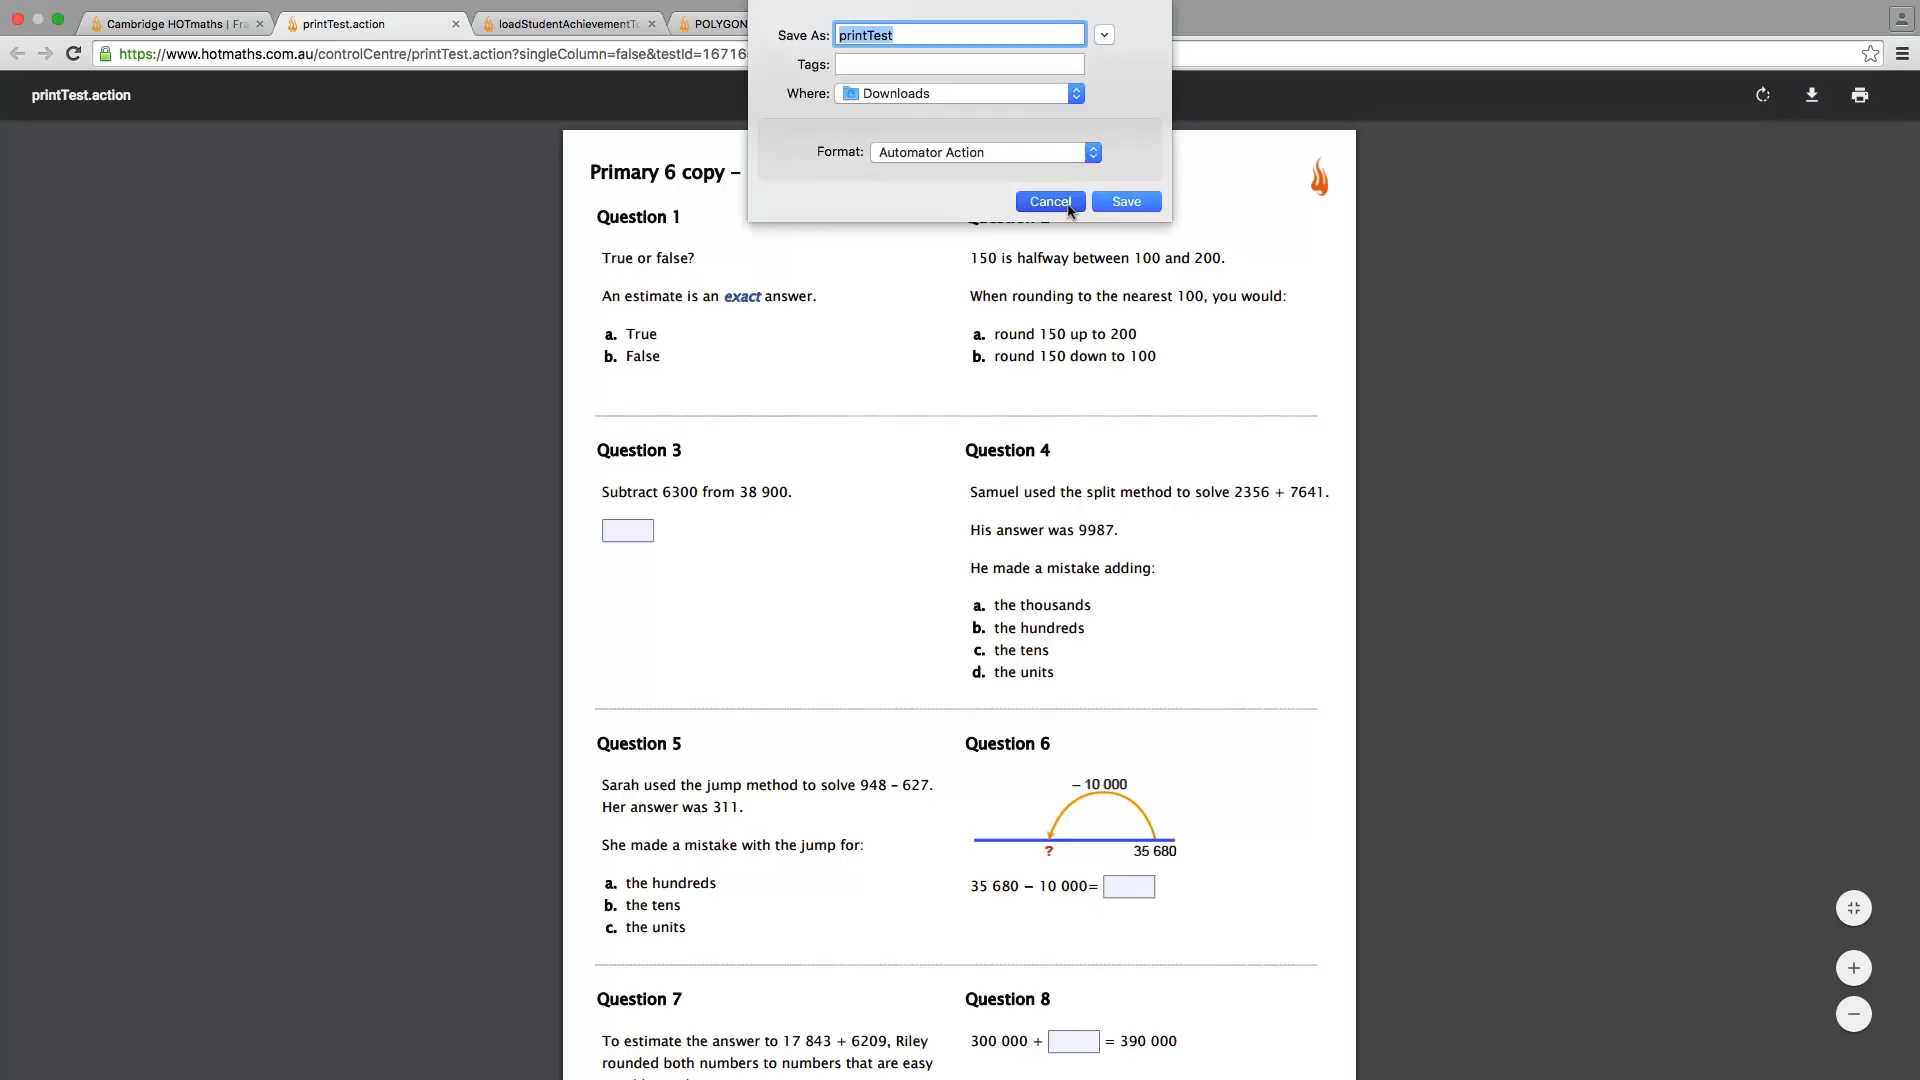 Cambridge HOTmaths | Fra
printTest.action
loadStudentAchievementTo
POLYGON
https://www.hotmaths.com.au/controlCentre/printTest.action?singleColumn=false&testId=16716
Save As: printTest
Tags:
Where: Downloads
Format: Automator Action
Cancel Save
printTest.action
Primary 6 copy –
Question 1
True or false?
An estimate is an exact answer.
a. True
b. False
150 is halfway between 100 and 200.
When rounding to the nearest 100, you would:
a. round 150 up to 200
b. round 150 down to 100
Question 3
Subtract 6300 from 38 900.
Question 4
Samuel used the split method to solve 2356 + 7641.
His answer was 9987.
He made a mistake adding:
a. the thousands
b. the hundreds
c. the tens
d. the units
Question 5
Sarah used the jump method to solve 948 – 627.
Her answer was 311.
She made a mistake with the jump for:
a. the hundreds
b. the tens
c. the units
Question 6
– 10 000
? 35 680
35 680 – 10 000=
Question 7
To estimate the answer to 17 843 + 6209, Riley
rounded both numbers to numbers that are easy
Question 8
300 000 + = 390 000